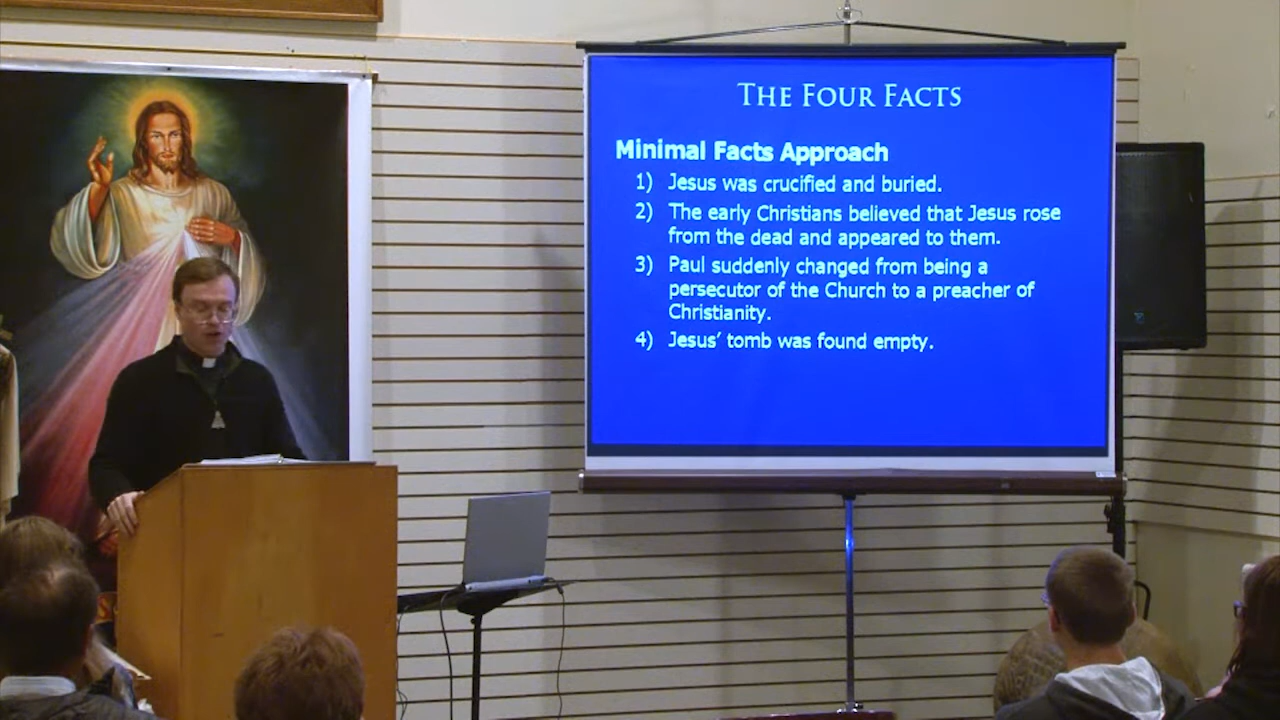 THE FOUR FACTS
Minimal Facts Approach
1) Jesus was crucified and buried.
2) The early Christians believed that Jesus rose
from the dead and appeared to them.
3) Paul suddenly changed from being a
persecutor of the Church to a preacher of
Christianity.
4) Jesus’ tomb was found empty.